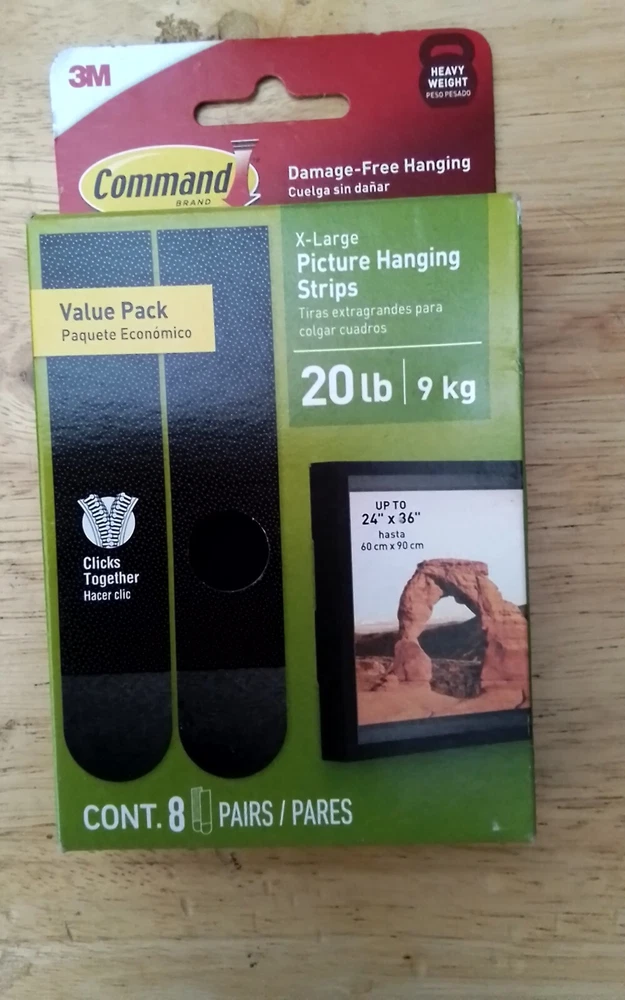 3M
HEAVY
WEIGHT
PESO PESADO
Command
BRAND
Damage-Free Hanging
Cuelga sin dañar
X-Large
Picture Hanging
Strips
Tiras extragrandes para
colgar cuadros
20 lb | 9 kg
Value Pack
Paquete Económico
UP TO
24" x 36"
hasta
60 cm x 90 cm
Clicks
Together
Hacer clic
CONT. 8 PAIRS / PARES